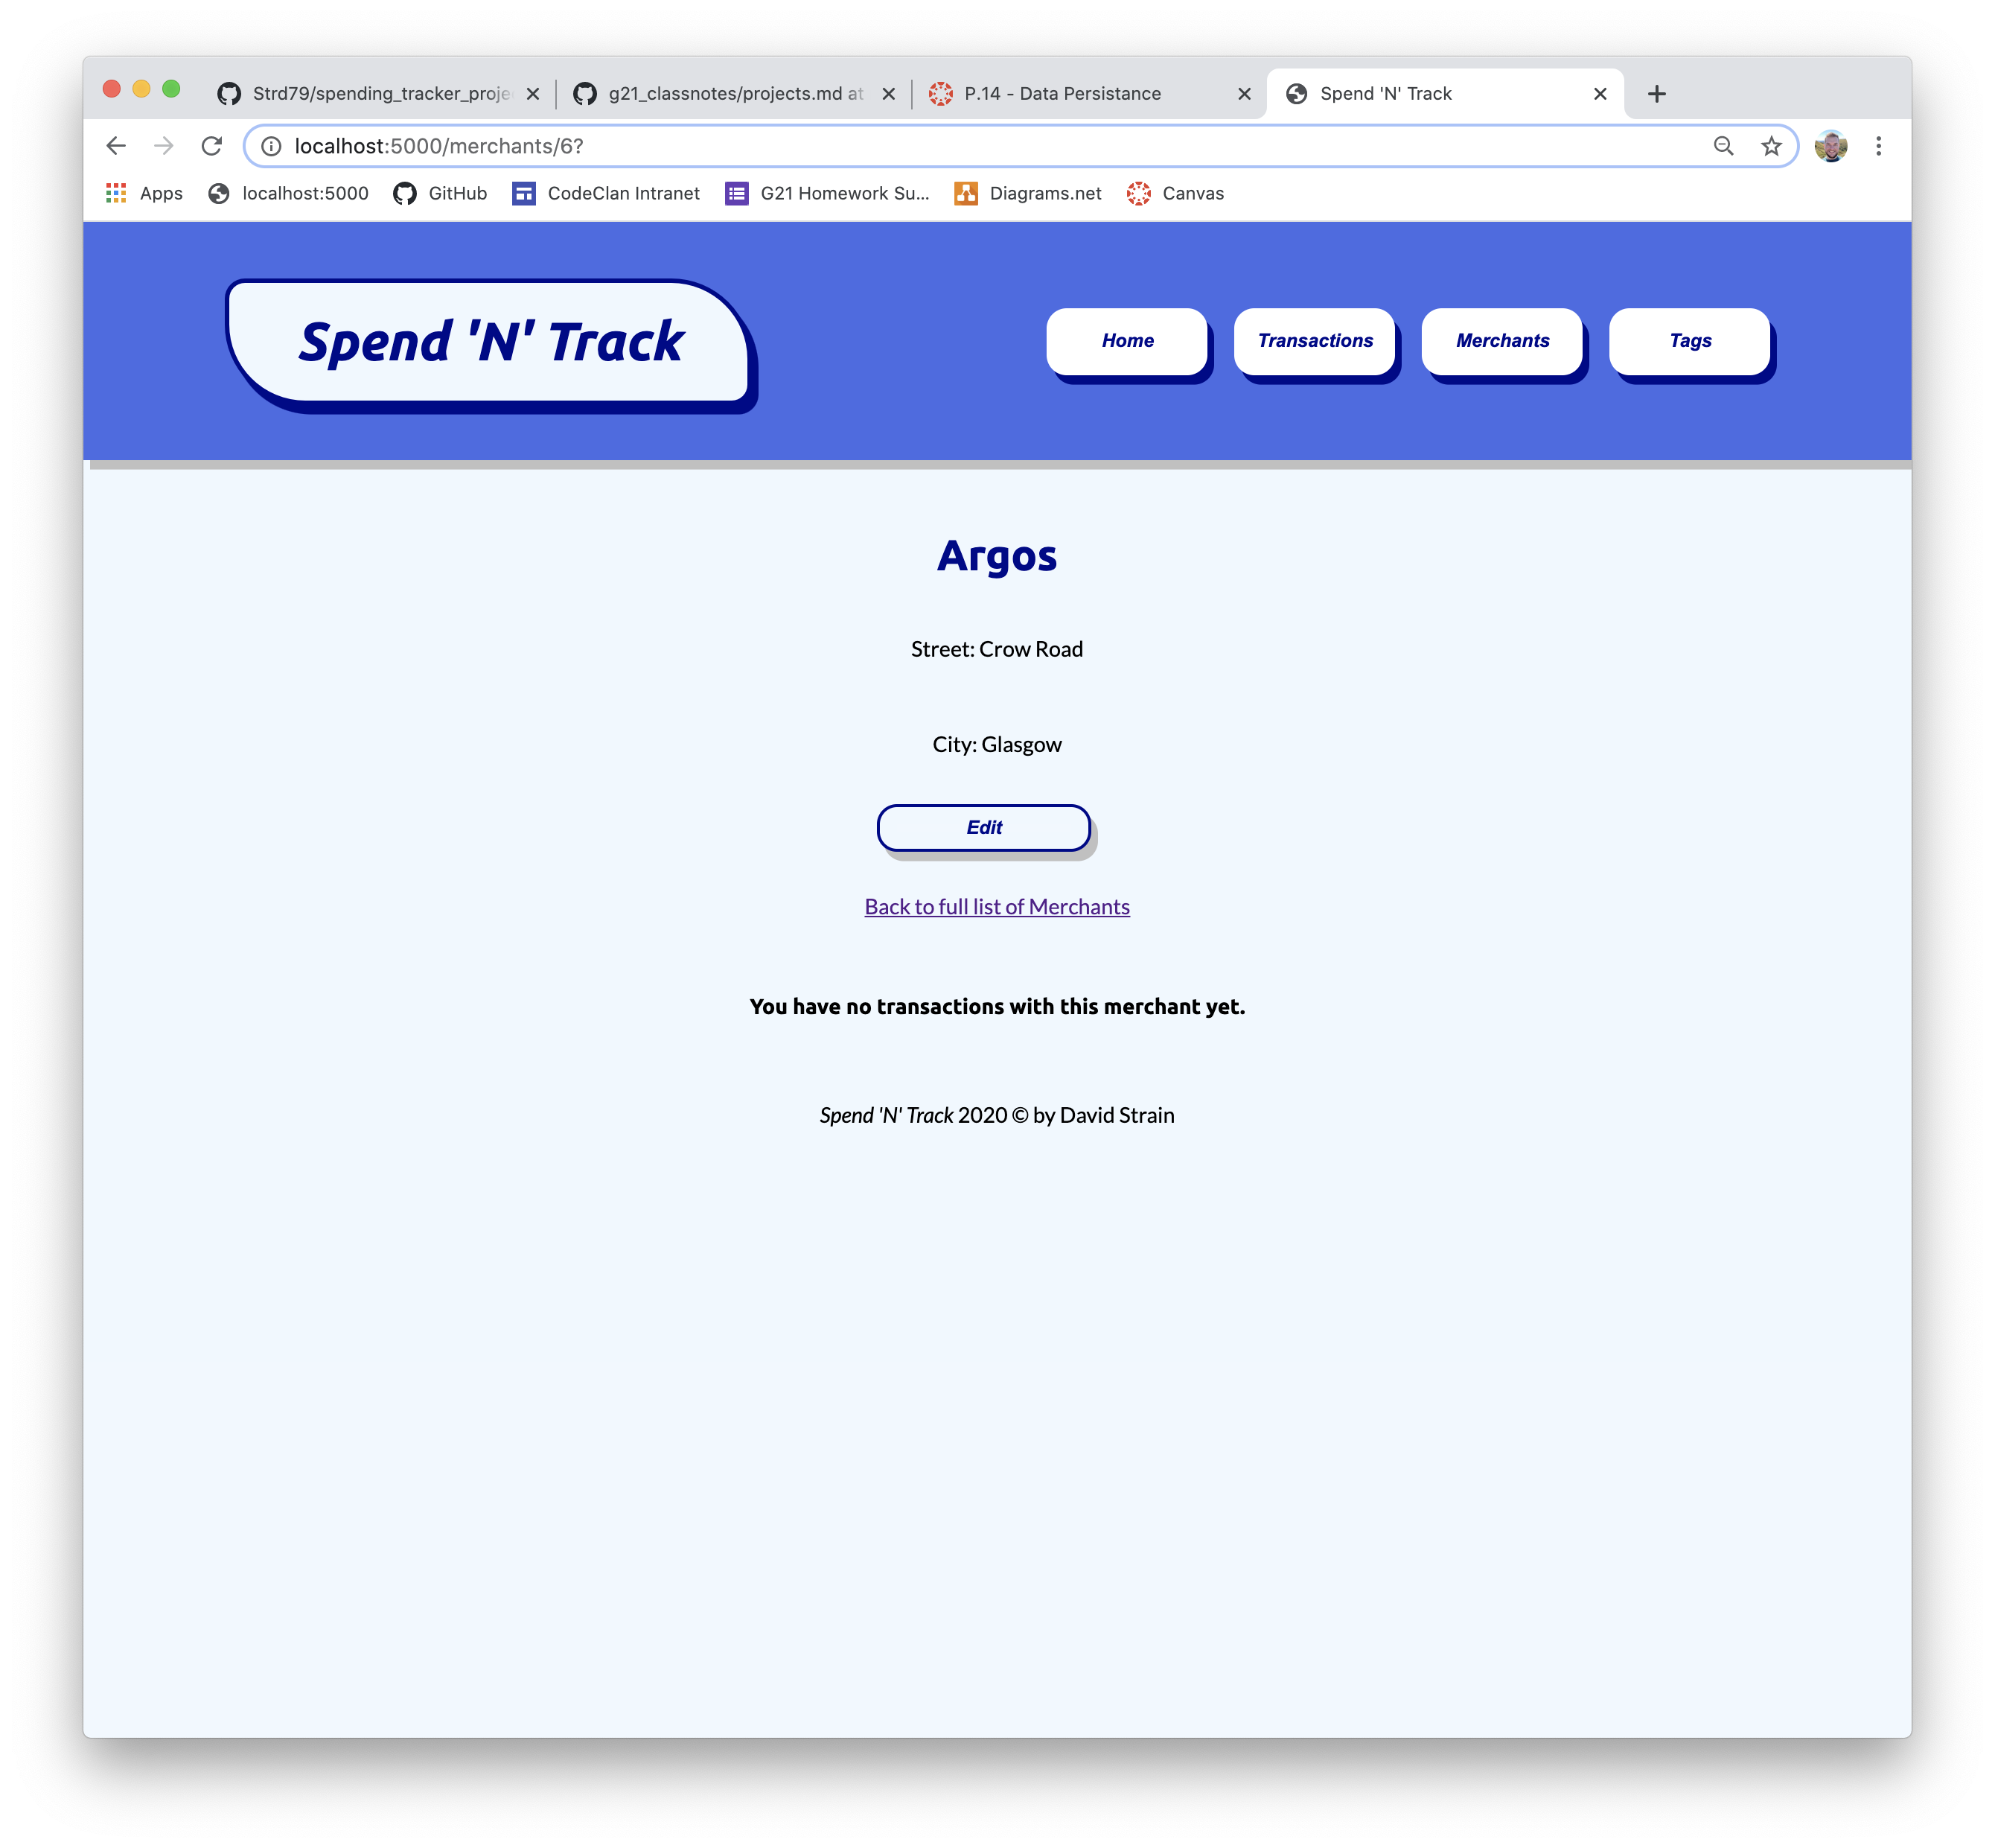 Strd79/spending_tracker_proje
g21_classnotes/projects.md at
P.14 - Data Persistance
Spend 'N' Track
localhost:5000/merchants/6?
Apps
localhost:5000
GitHub
CodeClan Intranet
G21 Homework Su...
Diagrams.net
Canvas
Spend 'N' Track
Home
Transactions
Merchants
Tags
Argos
Street: Crow Road
City: Glasgow
Edit
Back to full list of Merchants
You have no transactions with this merchant yet.
Spend 'N' Track 2020 © by David Strain